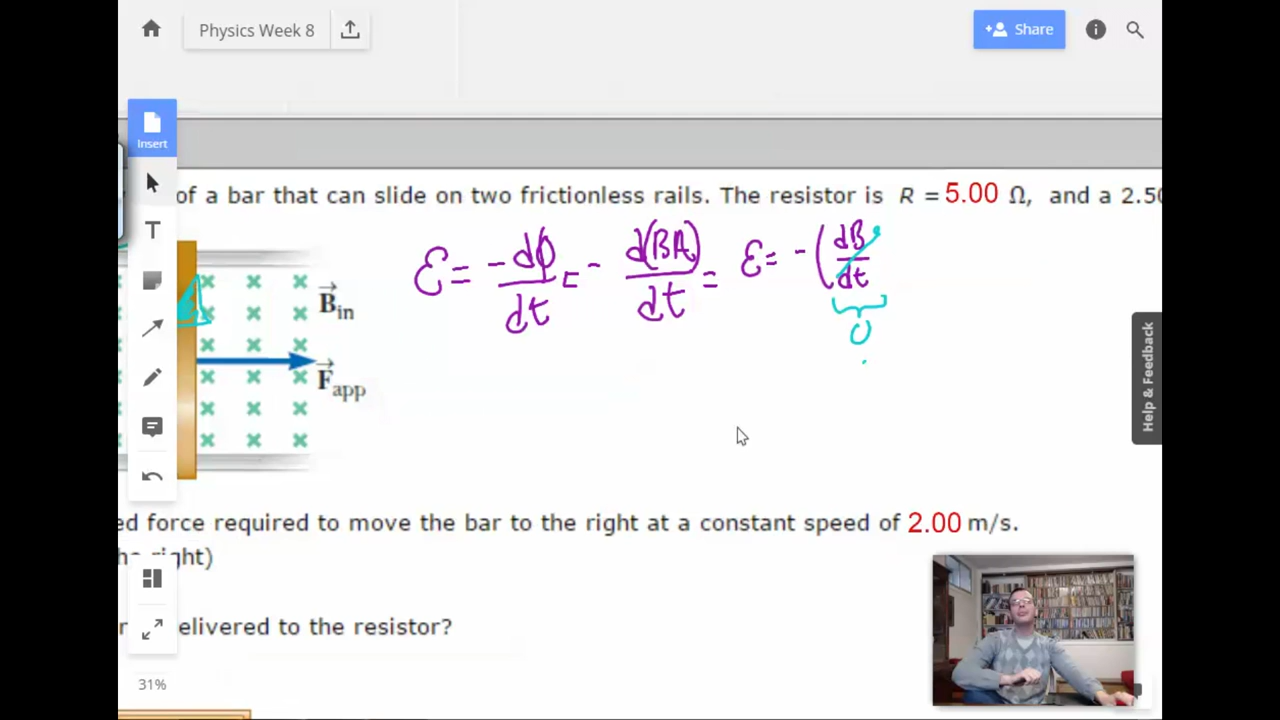 Physics Week 8
Share
Insert
of a bar that can slide on two frictionless rails. The resistor is R = 5.00 Ω, and a 2.50
ℰ = -dφ/dt = - d(BA)/dt = ℰ = -(dB/dt
0
B in
F app
T
Help & Feedback
ed force required to move the bar to the right at a constant speed of 2.00 m/s.
right)
elivered to the resistor?
31%